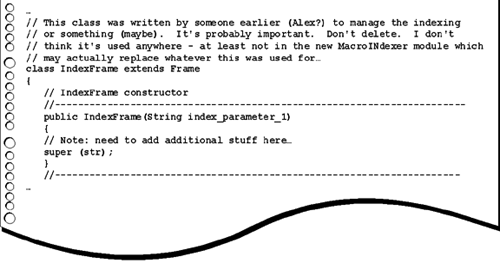 …
// This class was written by someone earlier (Alex?) to manage the indexing
// or something (maybe). It's probably important. Don't delete. I don't
// think it's used anywhere - at least not in the new MacroINdexer module which
// may actually replace whatever this was used for…
class IndexFrame extends Frame
{
// IndexFrame constructor
//---------------------------------------------------------------------
public IndexFrame(String index_parameter_1)
{
// Note: need to add additional stuff here…
super (str);
}
//--------------------------------------------------------------------
…